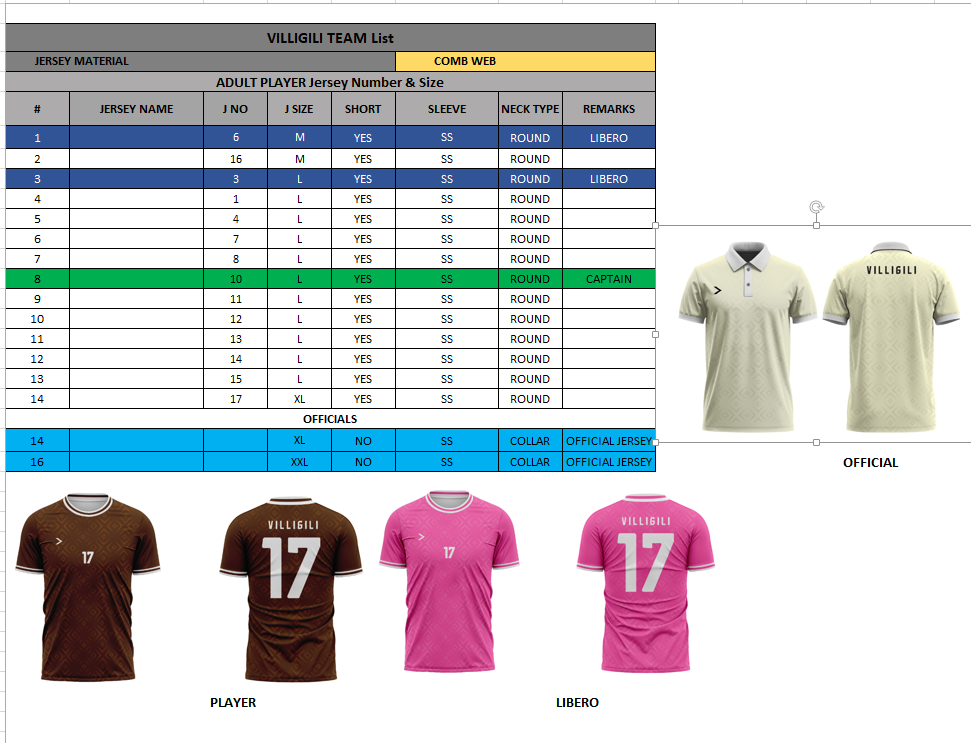 VILLIGILI TEAM List
JERSEY MATERIAL COMB WEB
ADULT PLAYER Jersey Number & Size
# JERSEY NAME J NO J SIZE SHORT SLEEVE NECK TYPE REMARKS
1 6 M YES SS ROUND LIBERO
2 16 M YES SS ROUND
3 3 L YES SS ROUND LIBERO
4 1 L YES SS ROUND
5 4 L YES SS ROUND
6 7 L YES SS ROUND
7 8 L YES SS ROUND
8 10 L YES SS ROUND CAPTAIN
9 11 L YES SS ROUND
10 12 L YES SS ROUND
11 13 L YES SS ROUND
12 14 L YES SS ROUND
13 15 L YES SS ROUND
14 17 XL YES SS ROUND
OFFICIALS
14 XL NO SS COLLAR OFFICIAL JERSEY
16 XXL NO SS COLLAR OFFICIAL JERSEY
VILLIGILI
OFFICIAL
17
VILLIGILI
17
17
VILLIGILI
17
PLAYER
LIBERO